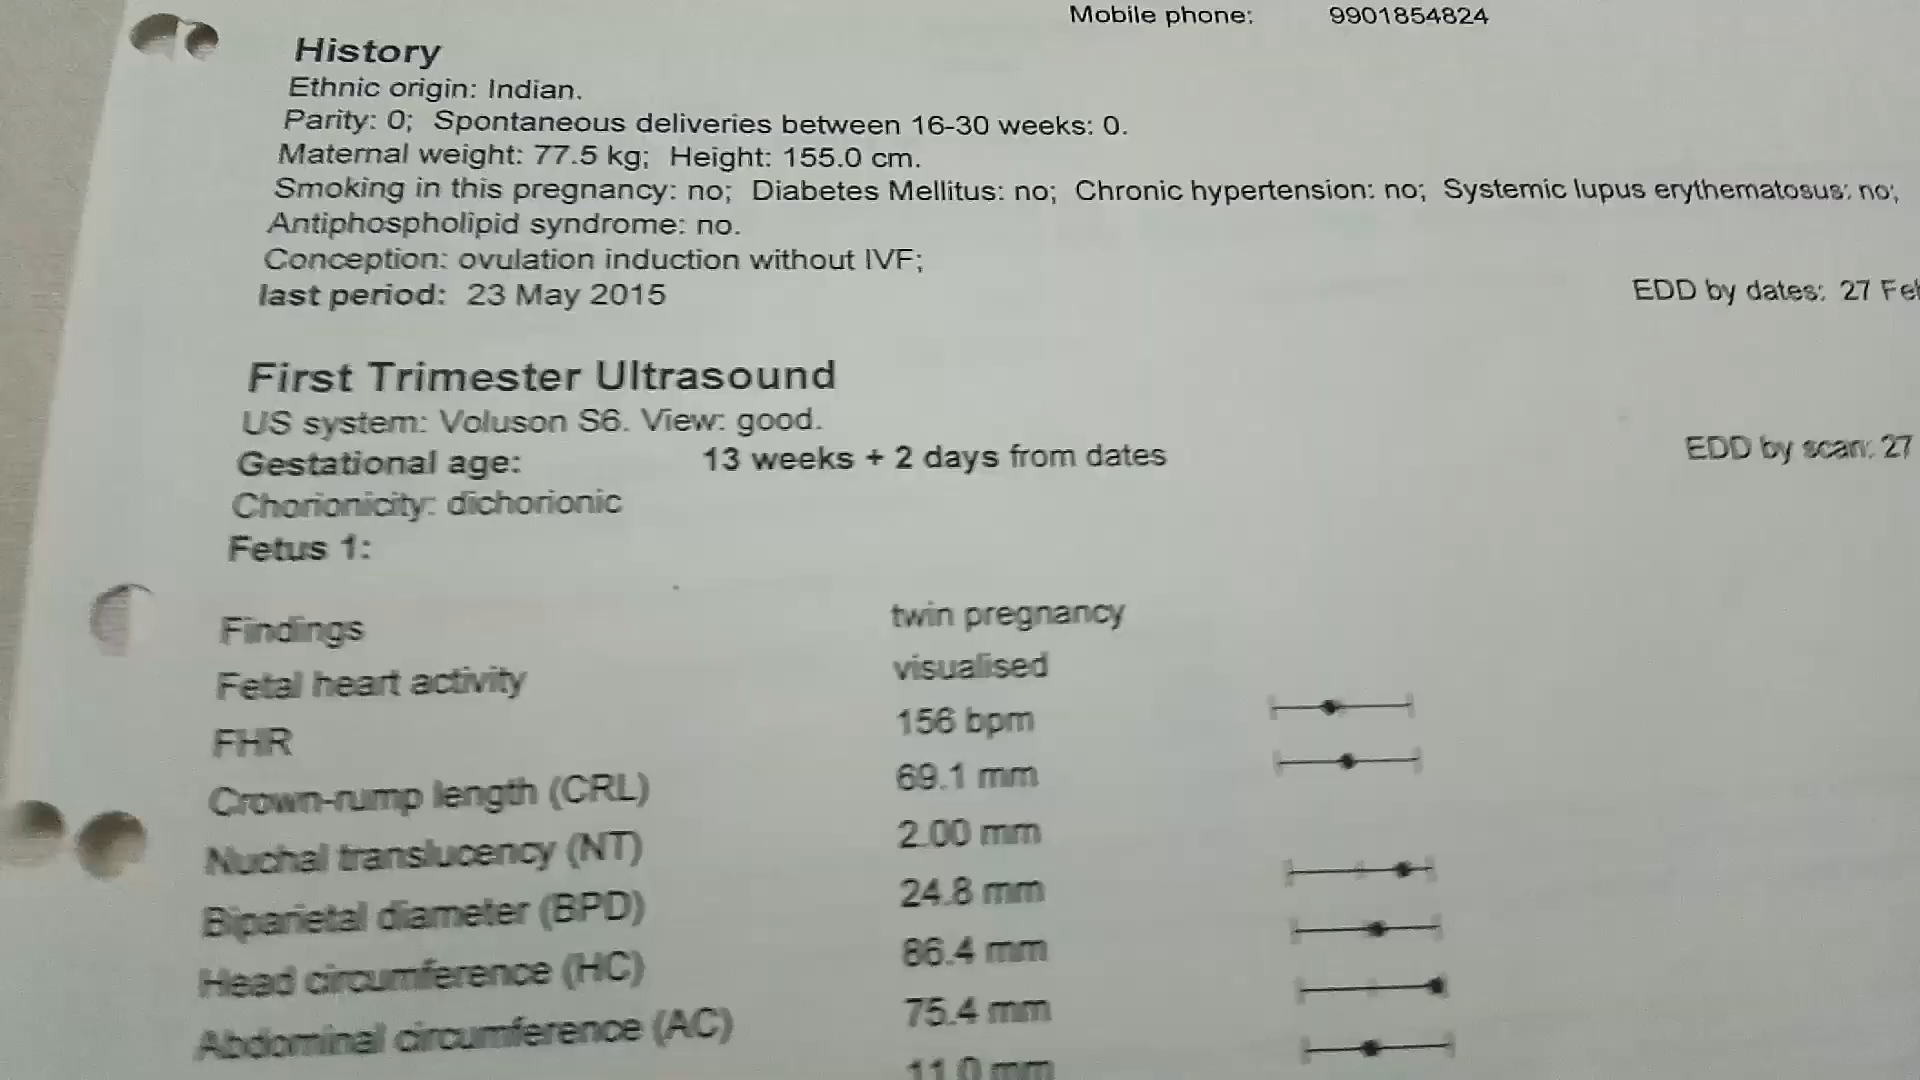 Mobile phone: 9901854824
History
Ethnic origin: Indian.
Parity: 0; Spontaneous deliveries between 16-30 weeks: 0.
Maternal weight: 77.5 kg; Height: 155.0 cm.
Smoking in this pregnancy: no; Diabetes Mellitus: no; Chronic hypertension: no; Systemic lupus erythematosus: no;
Antiphospholipid syndrome: no.
Conception: ovulation induction without IVF;
last period: 23 May 2015 EDD by dates: 27 Feb
First Trimester Ultrasound
US system: Voluson S6. View: good.
Gestational age: 13 weeks + 2 days from dates EDD by scan: 27
Chorionicity: dichorionic
Fetus 1:
Findings twin pregnancy
Fetal heart activity visualised
FHR 156 bpm
Crown-rump length (CRL) 69.1 mm
Nuchal translucency (NT) 2.00 mm
Biparietal diameter (BPD) 24.8 mm
Head circumference (HC) 86.4 mm
Abdominal circumference (AC) 75.4 mm
11.0 mm